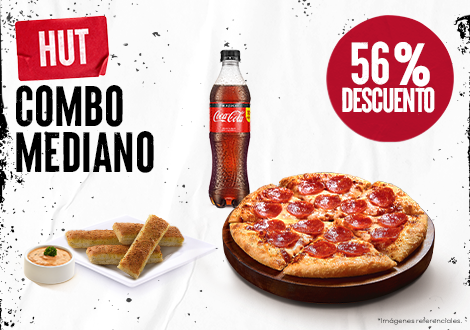 HUT
COMBO
MEDIANO
56%
DESCUENTO
Coca-Cola
*Imágenes referenciales.